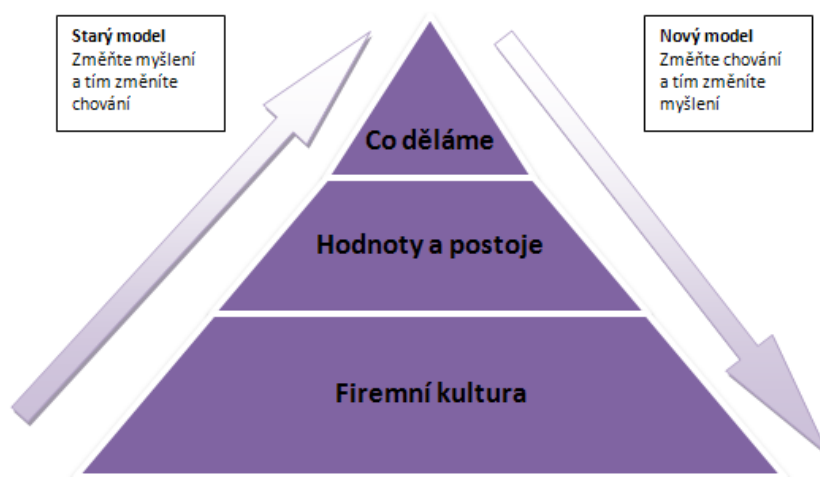 Starý model
Změňte myšlení
a tím změníte
chování
Nový model
Změňte chování
a tím změníte
myšlení
Co děláme
Hodnoty a postoje
Firemní kultura